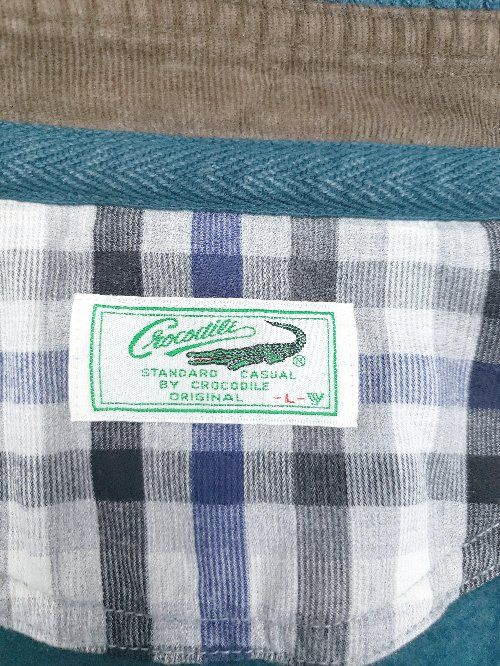 Crocodile
®
STANDARD CASUAL
BY CROCODILE
ORIGINAL -L-